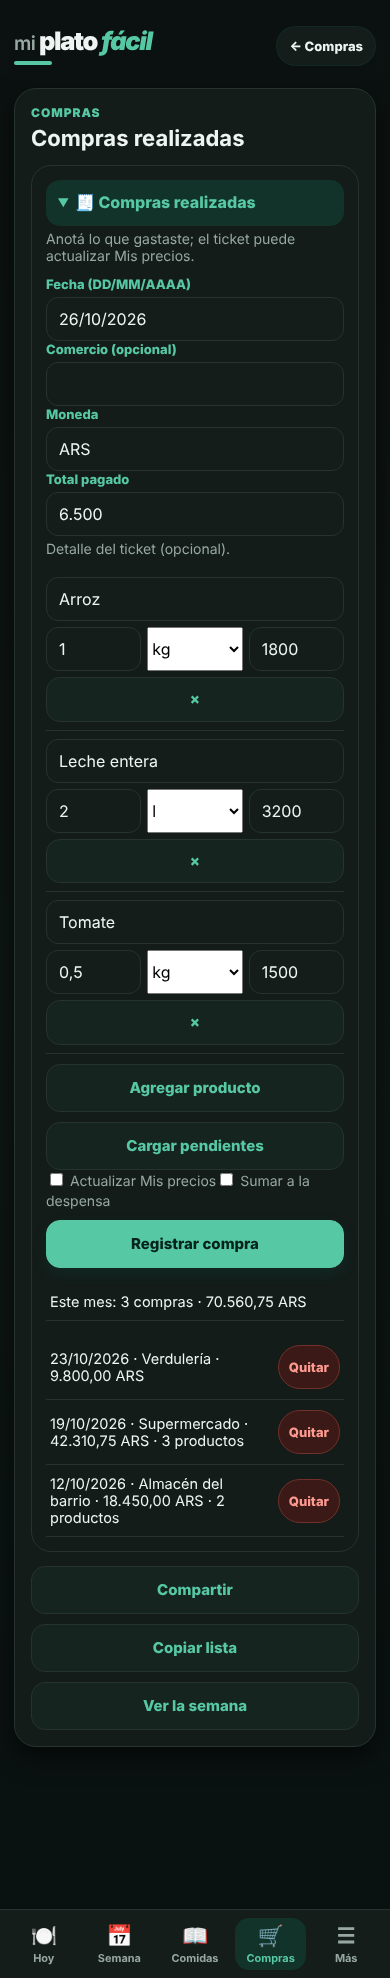 mi plato fácil
← Compras
COMPRAS
Compras realizadas
▼ 🧾 Compras realizadas
Anotá lo que gastaste; el ticket puede
actualizar Mis precios.
Fecha (DD/MM/AAAA)
26/10/2026
Comercio (opcional)
Moneda
ARS
Total pagado
6.500
Detalle del ticket (opcional).
Arroz
1 kg 1800
×
Leche entera
2 l 3200
×
Tomate
0,5 kg 1500
×
Agregar producto
Cargar pendientes
Actualizar Mis precios Sumar a la
despensa
Registrar compra
Este mes: 3 compras · 70.560,75 ARS
23/10/2026 · Verdulería ·
9.800,00 ARS
Quitar
19/10/2026 · Supermercado ·
42.310,75 ARS · 3 productos
Quitar
12/10/2026 · Almacén del
barrio · 18.450,00 ARS · 2
productos
Quitar
Compartir
Copiar lista
Ver la semana
Hoy Semana Comidas Compras Más